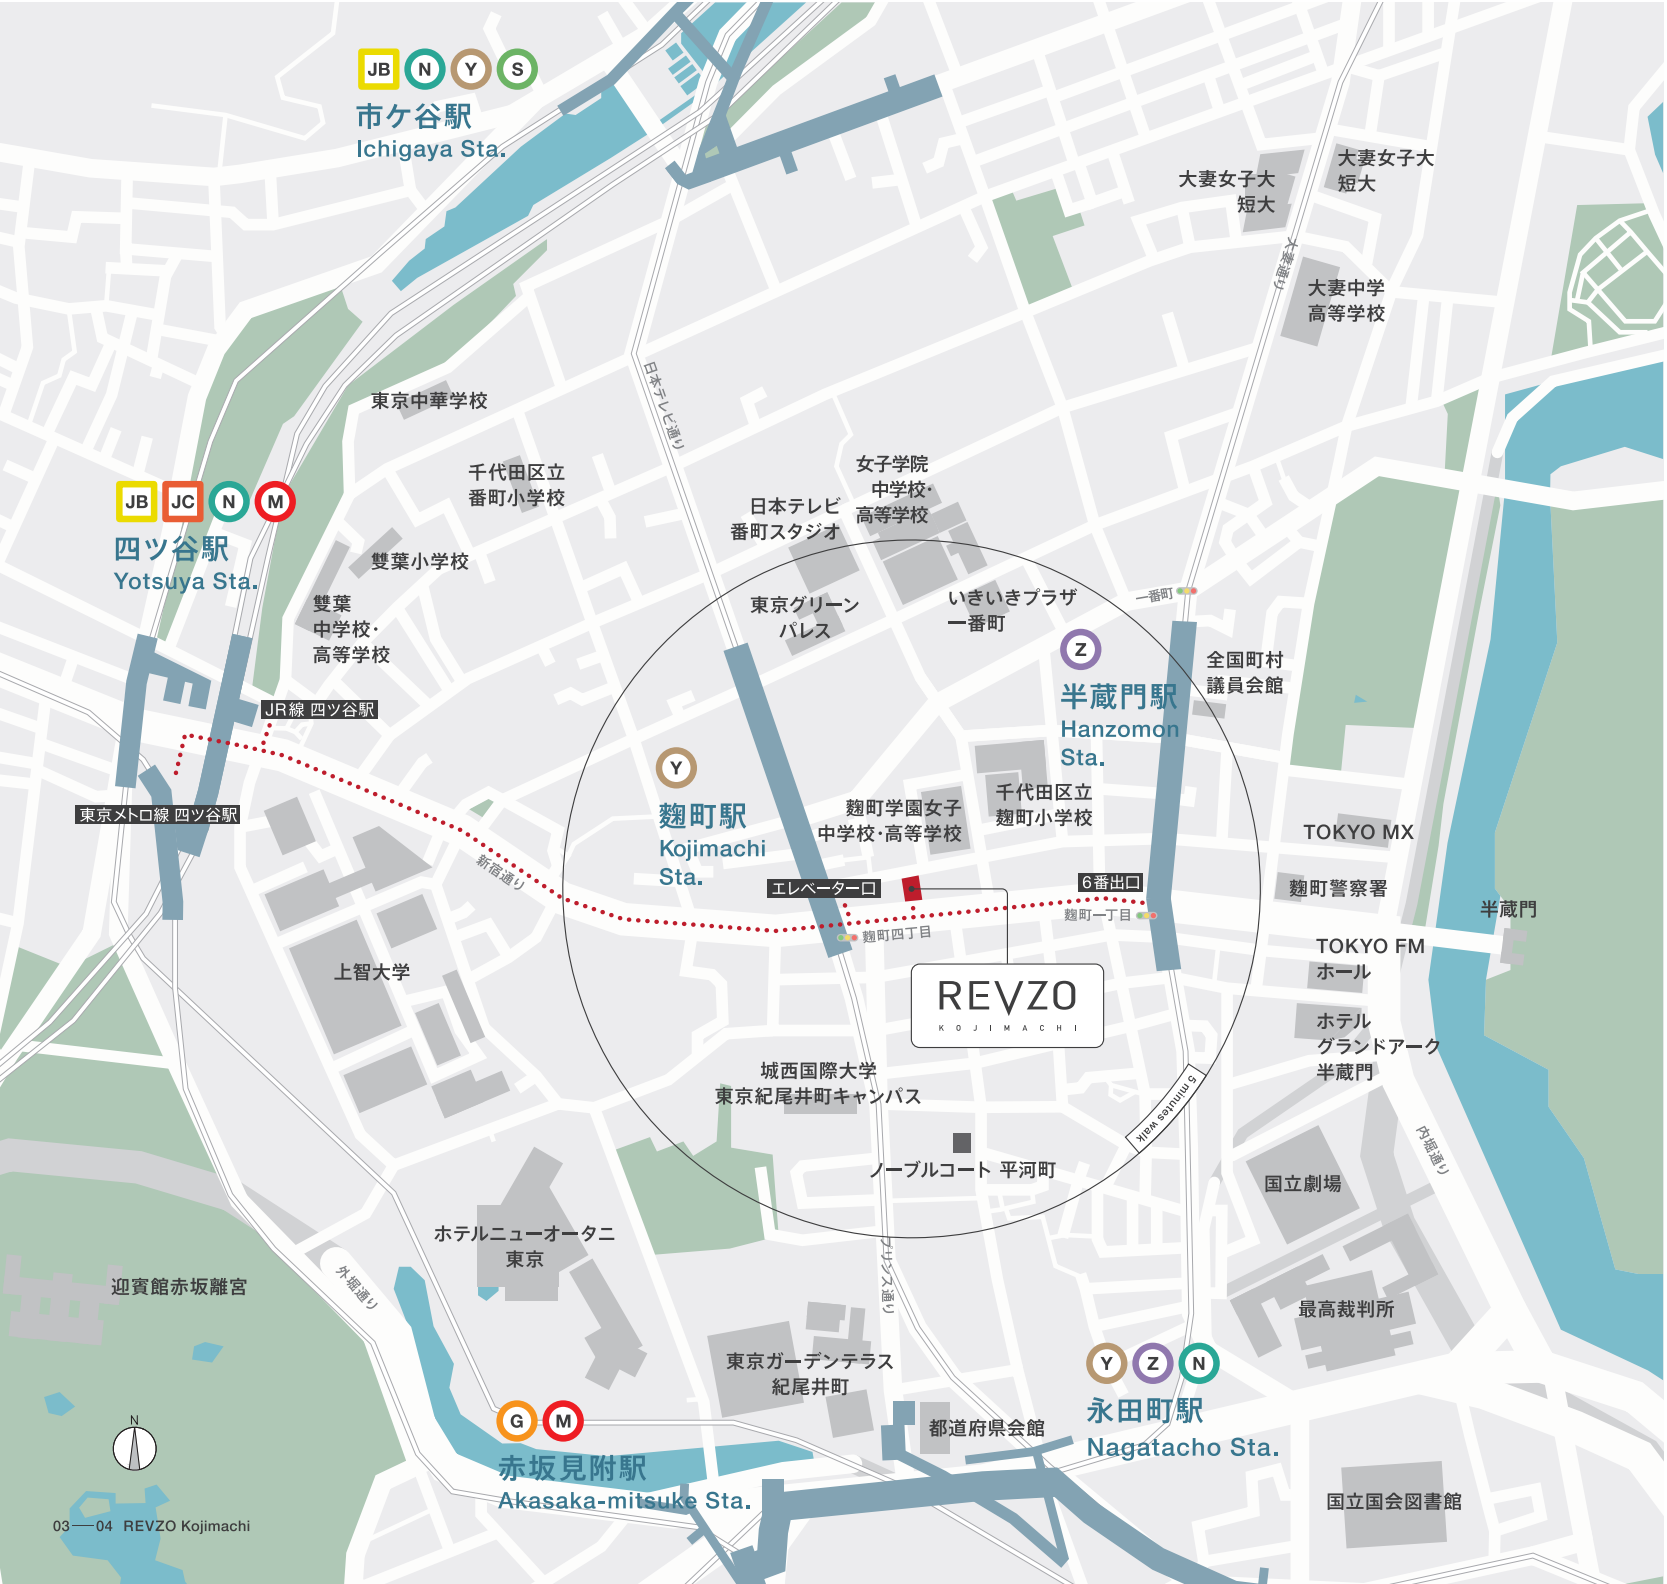 JB N Y S
市ケ谷駅
Ichigaya Sta.
大妻女子大
短大
大妻女子大
短大
大妻通り
大妻中学
高等学校
日本テレビ通り
東京中華学校
千代田区立
番町小学校
女子学院
中学校・
高等学校
日本テレビ
番町スタジオ
JB JC N M
四ツ谷駅
Yotsuya Sta.
雙葉小学校
雙葉
中学校・
高等学校
東京グリーン
パレス
いきいきプラザ
一番町
一番町
Z
半蔵門駅
Hanzomon
Sta.
全国町村
議員会館
JR線 四ツ谷駅
東京メトロ線 四ツ谷駅
Y
麹町駅
Kojimachi
Sta.
麹町学園女子
中学校・高等学校
千代田区立
麹町小学校
TOKYO MX
新宿通り
エレベーター口
6番出口
麹町警察署
麹町一丁目
麹町四丁目
半蔵門
TOKYO FM
ホール
上智大学
REVZO
KOJIMACHI
ホテル
グランドアーク
半蔵門
城西国際大学
東京紀尾井町キャンパス
5 minutes walk
内堀通り
ノーブルコート 平河町
国立劇場
ホテルニューオータニ
東京
プリンス通り
迎賓館赤坂離宮
外堀通り
最高裁判所
東京ガーデンテラス
紀尾井町
Y Z N
永田町駅
Nagatacho Sta.
都道府県会館
G M
赤坂見附駅
Akasaka-mitsuke Sta.
国立国会図書館
N
03—04 REVZO Kojimachi